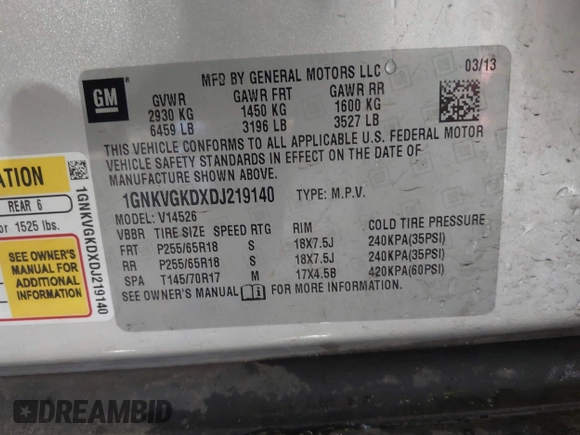 GM
MFD BY GENERAL MOTORS LLC
03/13
GVWR GAWR FRT GAWR RR
2930 KG 1450 KG 1600 KG
6459 LB 3196 LB 3527 LB
THIS VEHICLE CONFORMS TO ALL APPLICABLE U.S. FEDERAL MOTOR
VEHICLE SAFETY STANDARDS IN EFFECT ON THE DATE OF
MANUFACTURE SHOWN ABOVE.
1GNKVGKDXDJ219140 TYPE: M.P.V.
MODEL: V14526
VBBR TIRE SIZE SPEED RTG RIM COLD TIRE PRESSURE
FRT P255/65R18 S 18X7.5J 240KPA(35PSI)
RR P255/65R18 S 18X7.5J 240KPA(35PSI)
SPA T145/70R17 M 17X4.5B 420KPA(60PSI)
SEE OWNER'S MANUAL FOR MORE INFORMATION.
REAR 6
or 1525 lbs.
SEE OWNER'S
MANUAL FOR
ADDITIONAL
INFORMATION
1GNKVGKDXDJ219140
DREAMBID